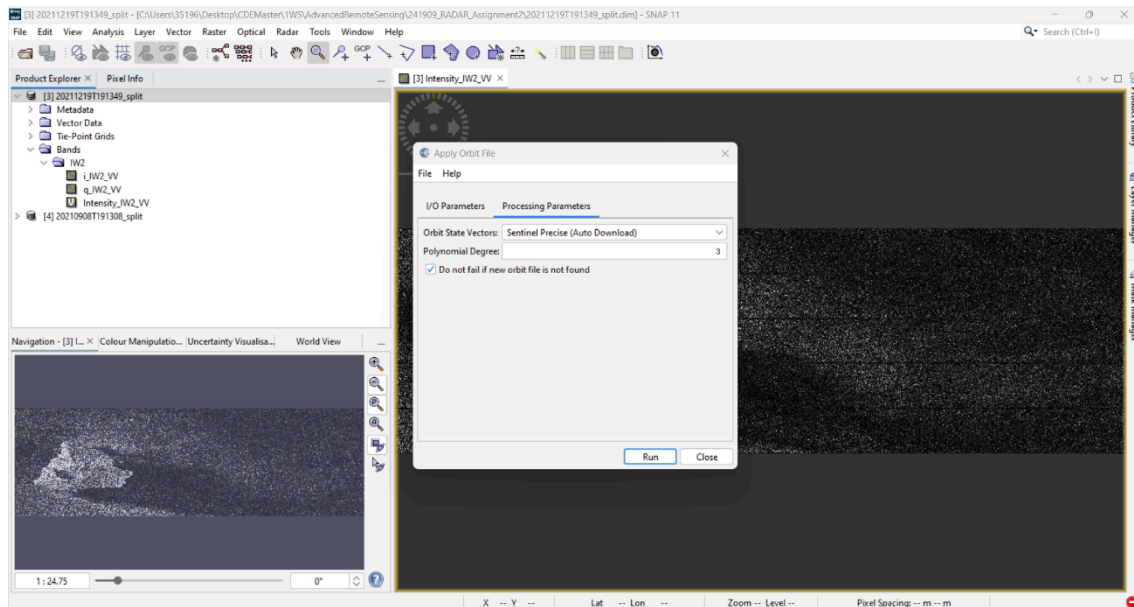 [3] 20211219T191349_split - [C:\Users\35196\Desktop\CDEMaster\1WS\AdvancedRemoteSensing\241909_RADAR_Assignment2\20211219T191349_split.dim] - SNAP 11
File Edit View Analysis Layer Vector Raster Optical Radar Tools Window Help
Search (Ctrl+I)
GCP
GCP
Product Explorer × Pixel Info
[3] Intensity_IW2_VV ×
[3] 20211219T191349_split
Metadata
Vector Data
Tie-Point Grids
Bands
IW2
i_IW2_VV
q_IW2_VV
Intensity_IW2_VV
[4] 20210908T191308_split
Apply Orbit File
File Help
I/O Parameters Processing Parameters
Orbit State Vectors: Sentinel Precise (Auto Download)
Polynomial Degree: 3
Do not fail if new orbit file is not found
Run Close
Product Library
Layer Manager
Mask Manager
Navigation - [3] I... × Colour Manipulatio... Uncertainty Visualisa... World View
1 : 24.75 0°
X -- Y -- Lat -- Lon -- Zoom -- Level -- Pixel Spacing: -- m -- m